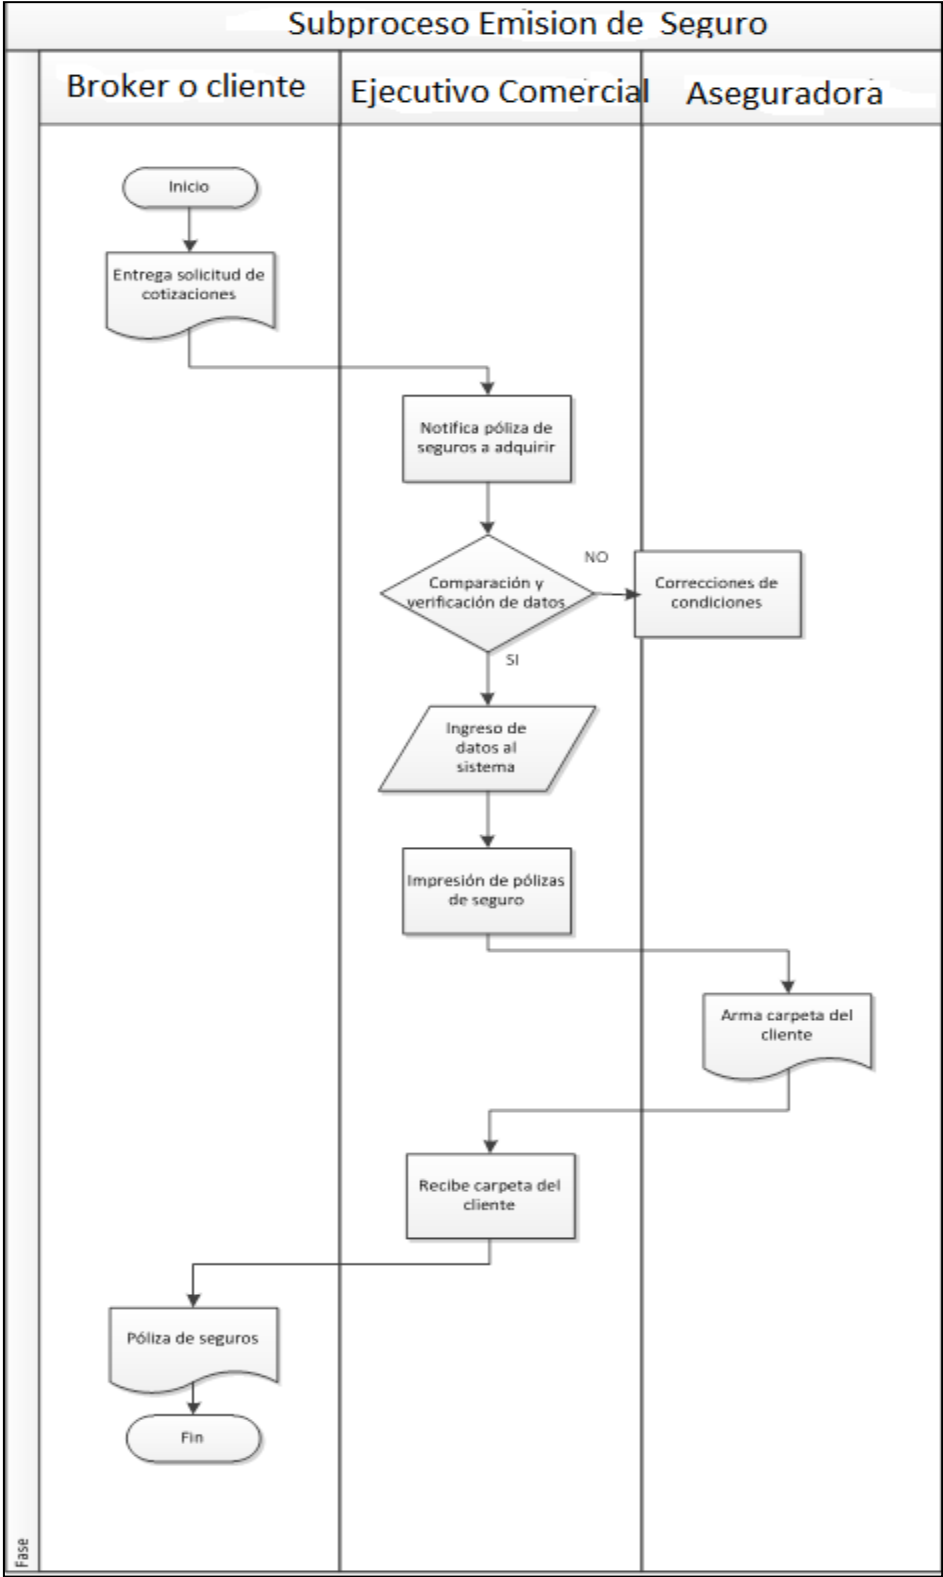 Subproceso Emision de Seguro
Broker o cliente
Ejecutivo Comercial
Aseguradora
Inicio
Entrega solicitud de
cotizaciones
Notifica póliza de
seguros a adquirir
Comparación y
verificación de datos
NO
Correcciones de
condiciones
SI
Ingreso de
datos al
sistema
Impresión de pólizas
de seguro
Arma carpeta del
cliente
Recibe carpeta del
cliente
Póliza de seguros
Fin
Fase